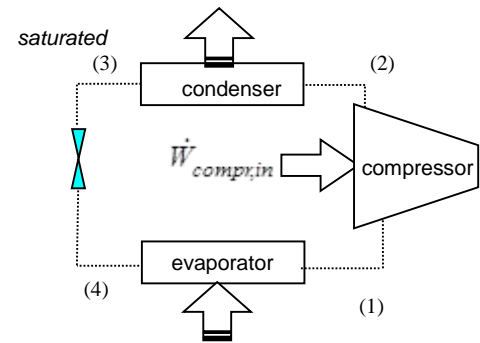 saturated
(3)
(2)
condenser
Ẇcompr,in
compressor
evaporator
(4)
(1)